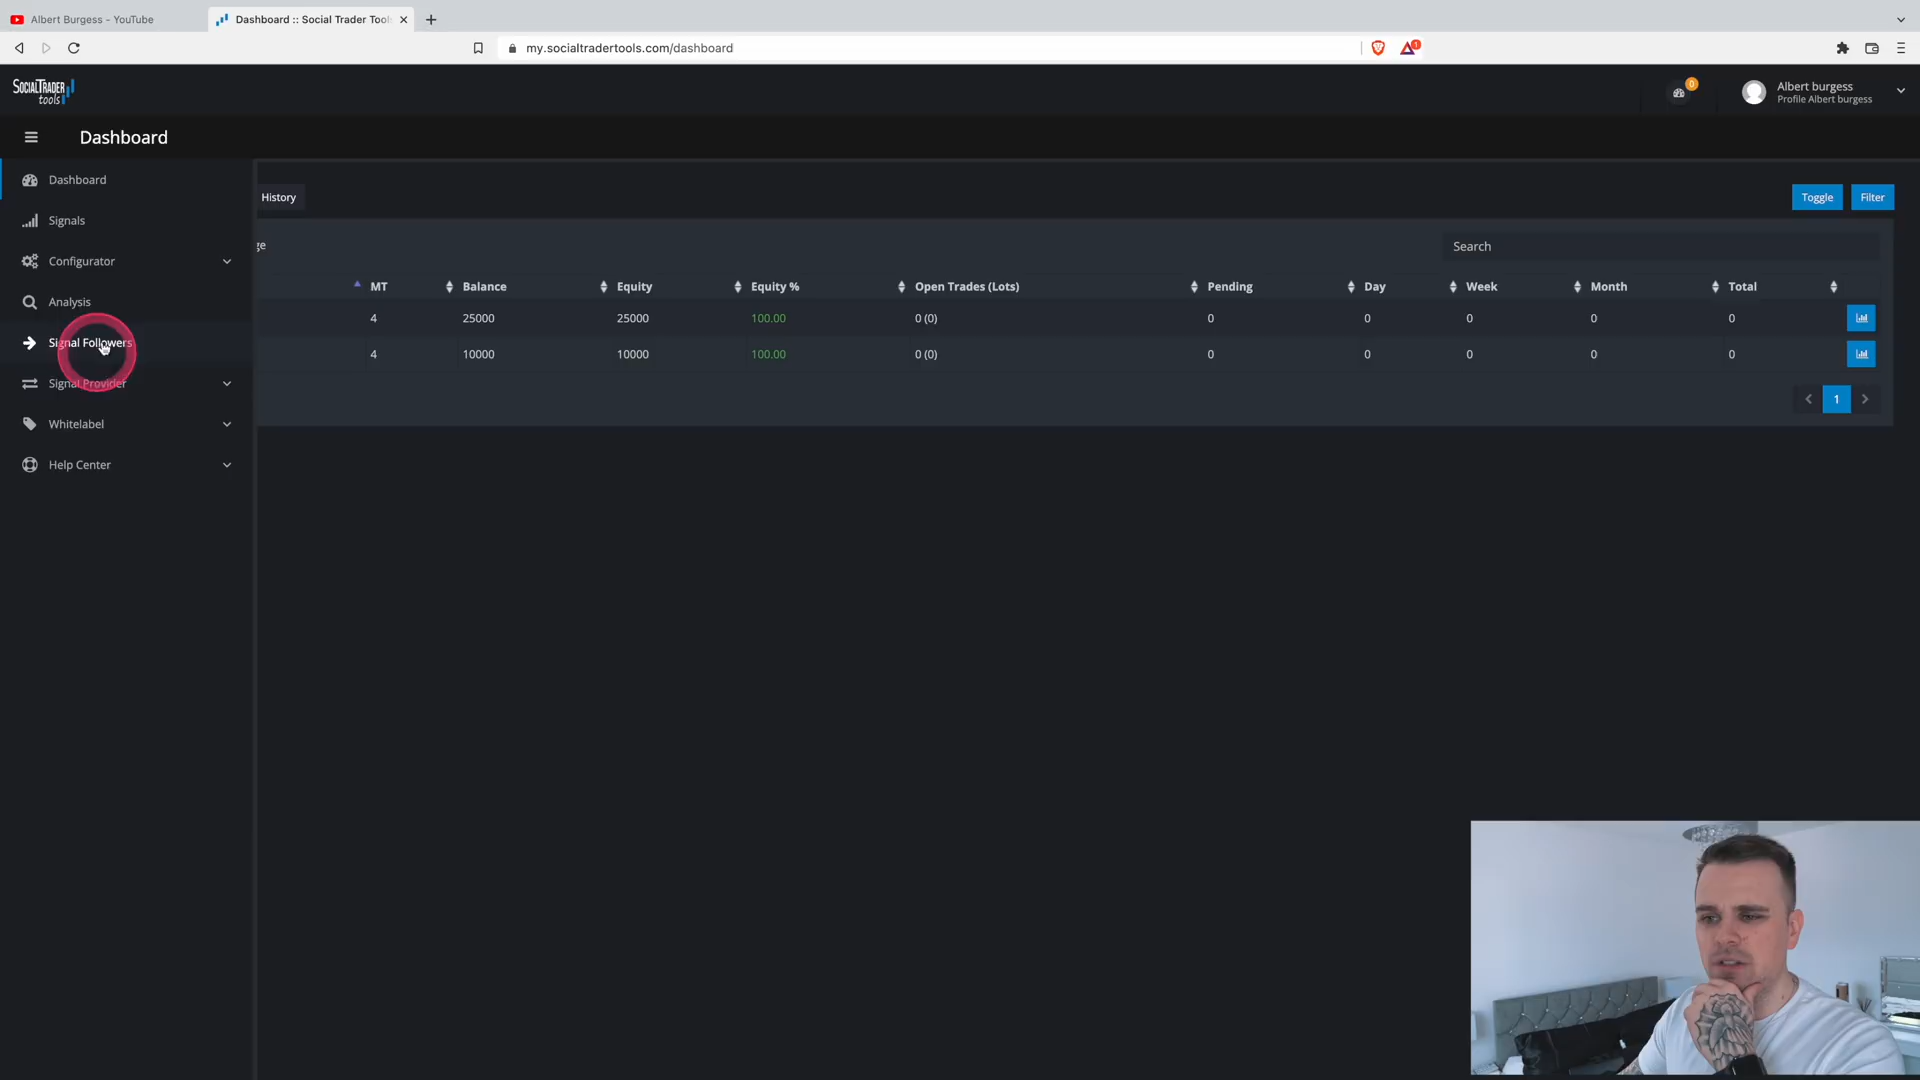 Albert Burgess - YouTube
Dashboard :: Social Trader Tool
my.socialtradertools.com/dashboard
1
SOCIALTRADER
tools
0
Albert burgess
Profile Albert burgess
Dashboard
Dashboard
History
Toggle
Filter
Signals
ge
Search
Configurator
MT
Balance
Equity
Equity %
Open Trades (Lots)
Pending
Day
Week
Month
Total
Analysis
4
25000
25000
100.00
0 (0)
0
0
0
0
0
Signal Followers
4
10000
10000
100.00
0 (0)
0
0
0
0
0
Signal Provider
1
Whitelabel
Help Center